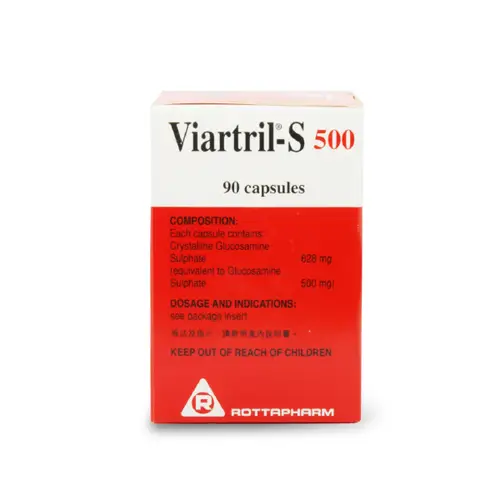 Viartril®-S 500
90 capsules
COMPOSITION:
Each capsule contains:
Crystalline Glucosamine
Sulphate 628 mg
(equivalent to Glucosamine
Sulphate 500 mg)
DOSAGE AND INDICATIONS:
see package insert
KEEP OUT OF REACH OF CHILDREN
R
ROTTAPHARM